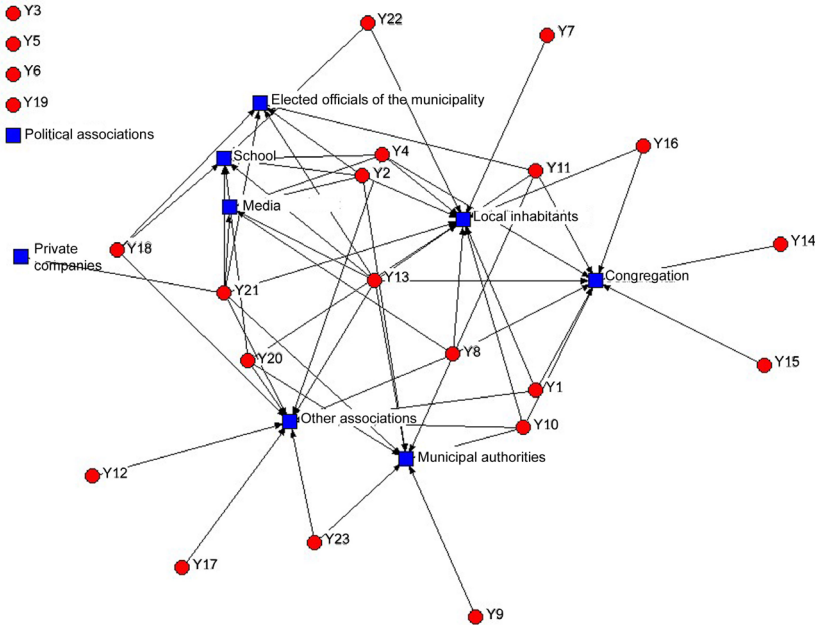 Y3
Y22
Y7
Y5
Y6
Y19
Elected officials of the municipality
Political associations
School
Y4
Y2
Y11
Y16
Media
Local inhabitants
Y18
Private
companies
Y14
Y21
Y13
Congregation
Y20
Y8
Y15
Y1
Other associations
Y10
Municipal authorities
Y12
Y23
Y17
Y9